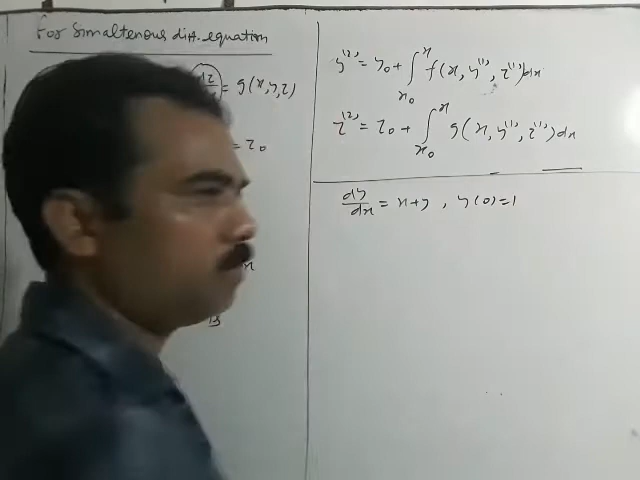 For Simaltenous diff. equation
dz = g(x, y, z)
= z₀
y⁽²⁾ = y₀ + ∫ₓ₀ˣ f(x, y⁽¹⁾, z⁽¹⁾)dx
z⁽²⁾ = z₀ + ∫ₓ₀ˣ g(x, y⁽¹⁾, z⁽¹⁾)dx
dy/dx = x+y , y(0)=1